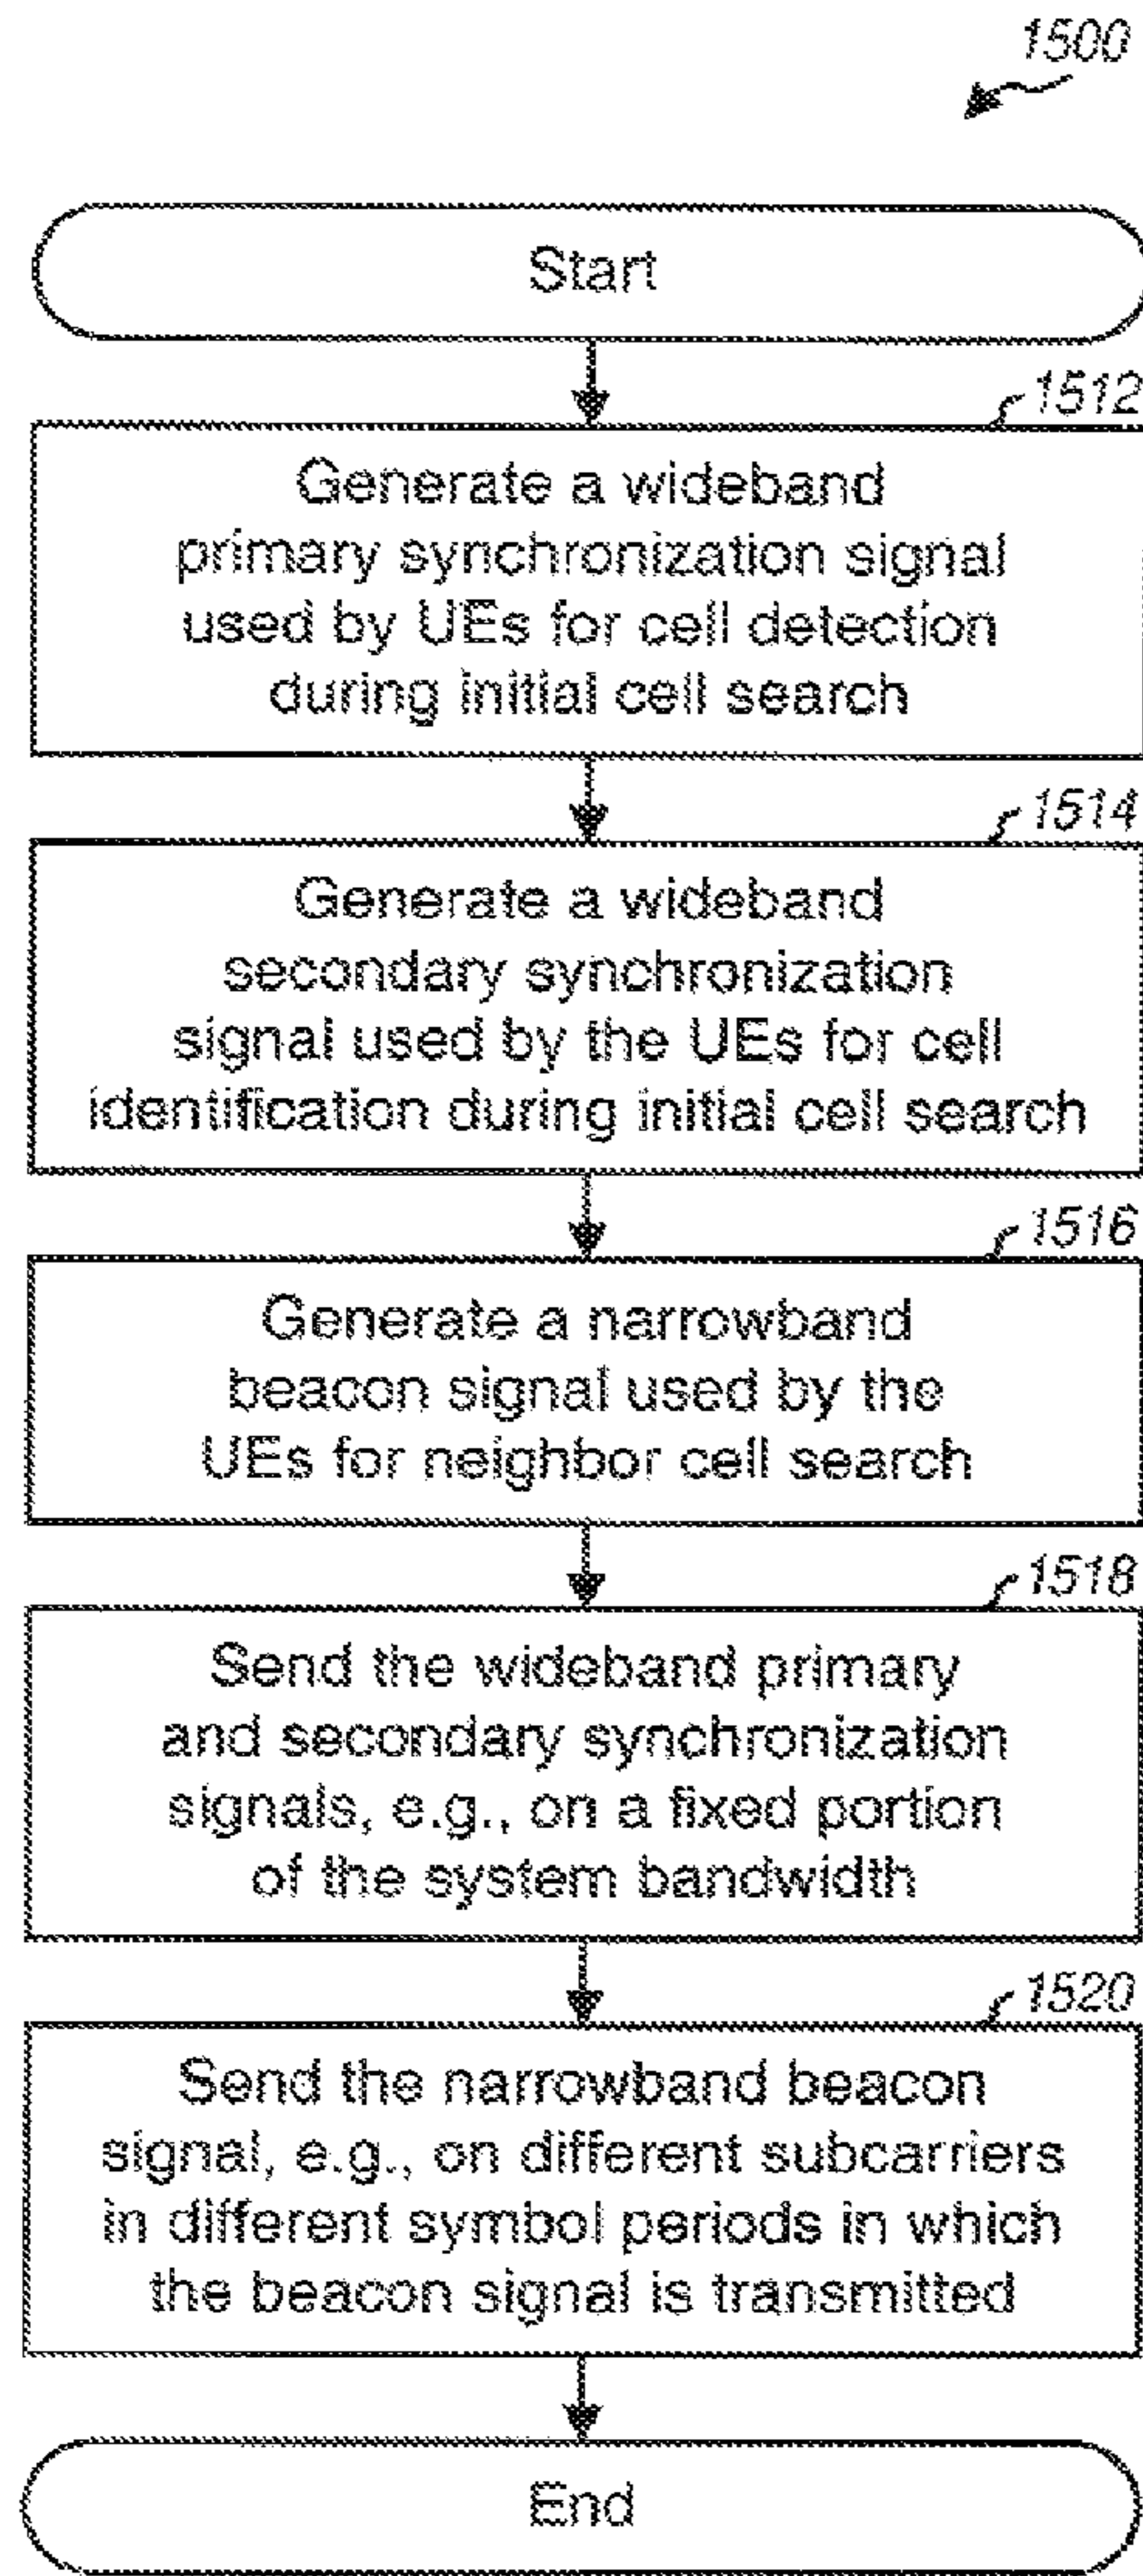 1500
Start
1512
Generate a wideband
primary synchronization signal
used by UEs for cell detection
during initial cell search
1514
Generate a wideband
secondary synchronization
signal used by the UEs for cell
identification during initial cell search
1516
Generate a narrowband
beacon signal used by the
UEs for neighbor cell search
1518
Send the wideband primary
and secondary synchronization
signals, e.g., on a fixed portion
of the system bandwidth
1520
Send the narrowband beacon
signal, e.g., on different subcarriers
in different symbol periods in which
the beacon signal is transmitted
End